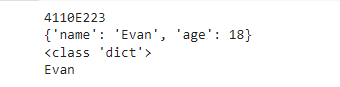 4110E223
{'name': 'Evan', 'age': 18}
<class 'dict'>
Evan